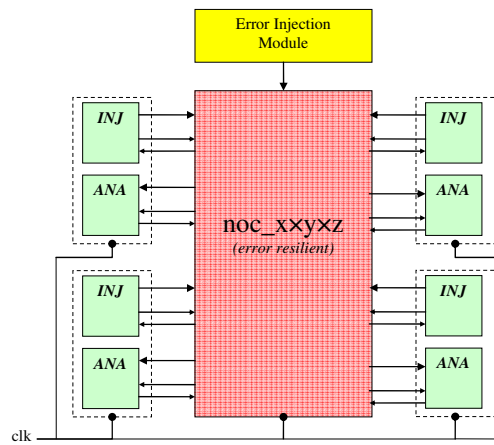 Error Injection
Module
INJ
INJ
ANA
ANA
noc_x×y×z
(error resilient)
INJ
INJ
ANA
ANA
clk